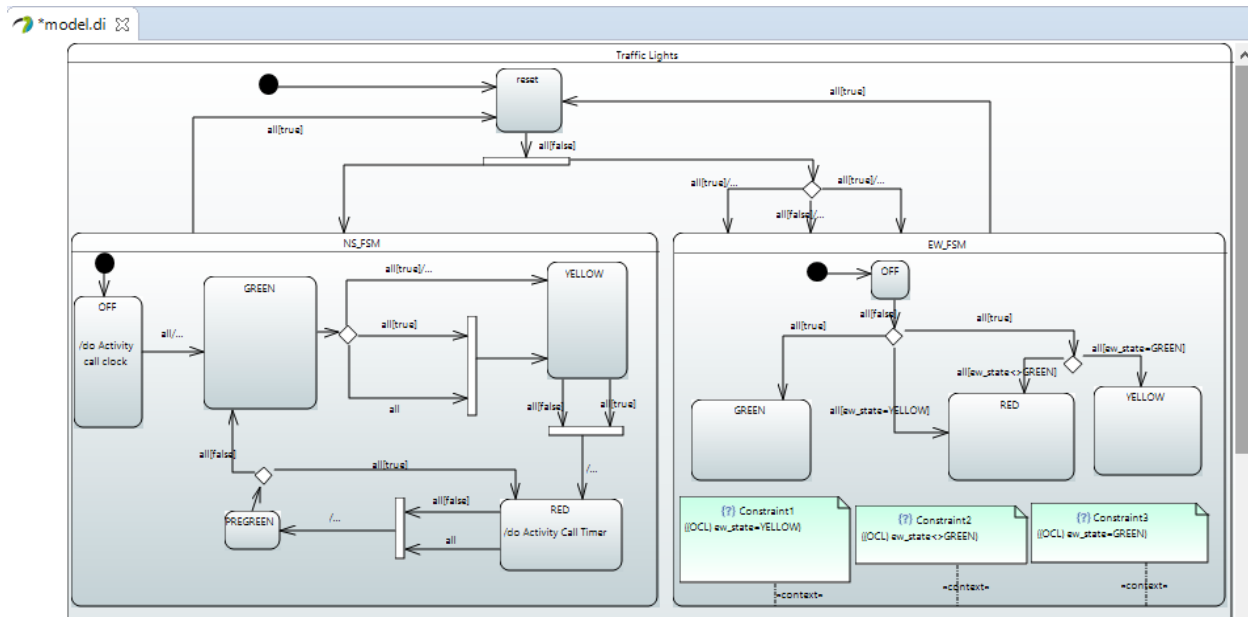 *model.di
Traffic Lights
reset
all[true]
all[true]
all[false]
all[true]/...
all[true]/...
all[false]/...
NS_FSM
EW_FSM
OFF
/do Activity
call clock
all/...
GREEN
all[true]/...
all[true]
all
YELLOW
all[false]
all[true]
/...
all[false]
all[true]
PREGREEN
/...
all[false]
all
RED
/do Activity Call Timer
OFF
all[false]
all[true]
all[true]
all[ew_state=GREEN]
all[ew_state<>GREEN]
all[ew_state=YELLOW]
GREEN
RED
YELLOW
{?} Constraint1
{(OCL) ew_state=YELLOW}
{?} Constraint2
{(OCL) ew_state<>GREEN}
{?} Constraint3
{(OCL) ew_state=GREEN}
«context»
«context»
«context»